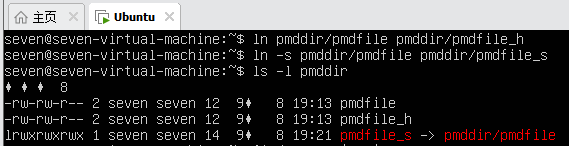 主页 Ubuntu
seven@seven-virtual-machine:~$ ln pmddir/pmdfile pmddir/pmdfile_h
seven@seven-virtual-machine:~$ ln -s pmddir/pmdfile pmddir/pmdfile_s
seven@seven-virtual-machine:~$ ls -l pmddir
♦ ♦ ♦ 8
-rw-rw-r-- 2 seven seven 12 9♦ 8 19:13 pmdfile
-rw-rw-r-- 2 seven seven 12 9♦ 8 19:13 pmdfile_h
lrwxrwxrwx 1 seven seven 14 9♦ 8 19:21 pmdfile_s -> pmddir/pmdfile